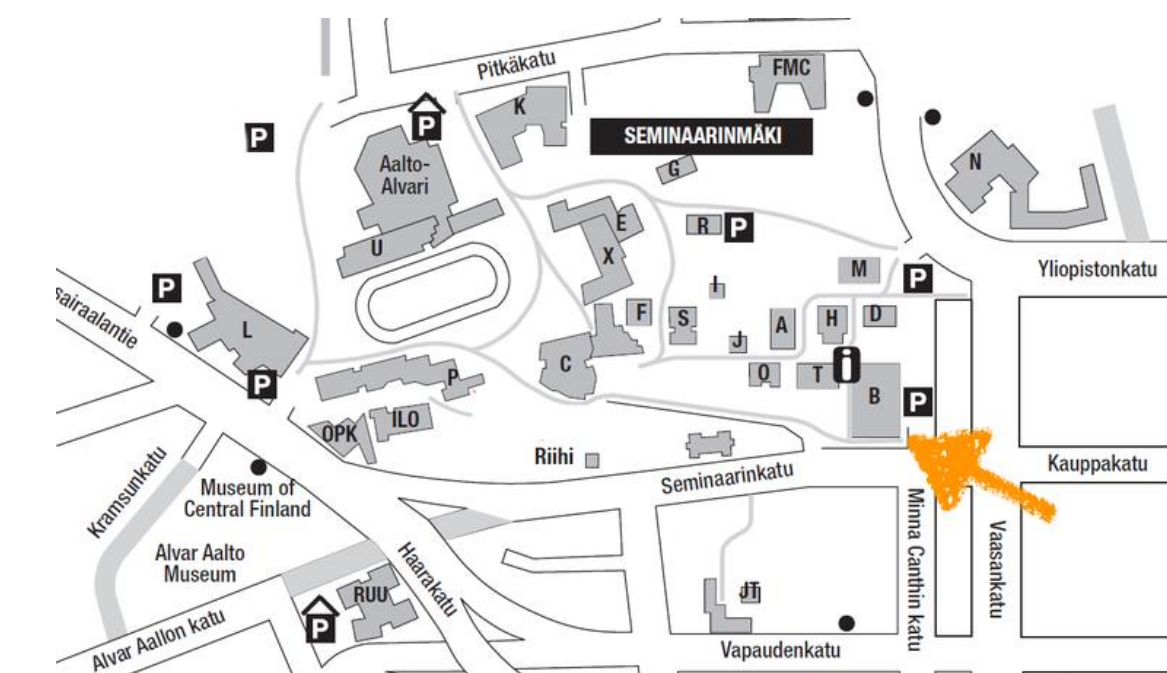 Pitkäkatu
FMC
K
P
P
SEMINAARINMÄKI
Aalto-
Alvari
G
N
E
R
P
U
X
M
P
Yliopistonkatu
P
sairaalantie
I
F
S
A
H
D
L
J
C
P
P
O
T
i
B
P
ILO
OPK
Riihi
Seminaarinkatu
Kauppakatu
Kramsunkatu
Museum of
Central Finland
Minna Canthin katu
Vaasankatu
Alvar Aalto
Museum
Haarakatu
RUU
JT
P
Alvar Aallon katu
Vapaudenkatu